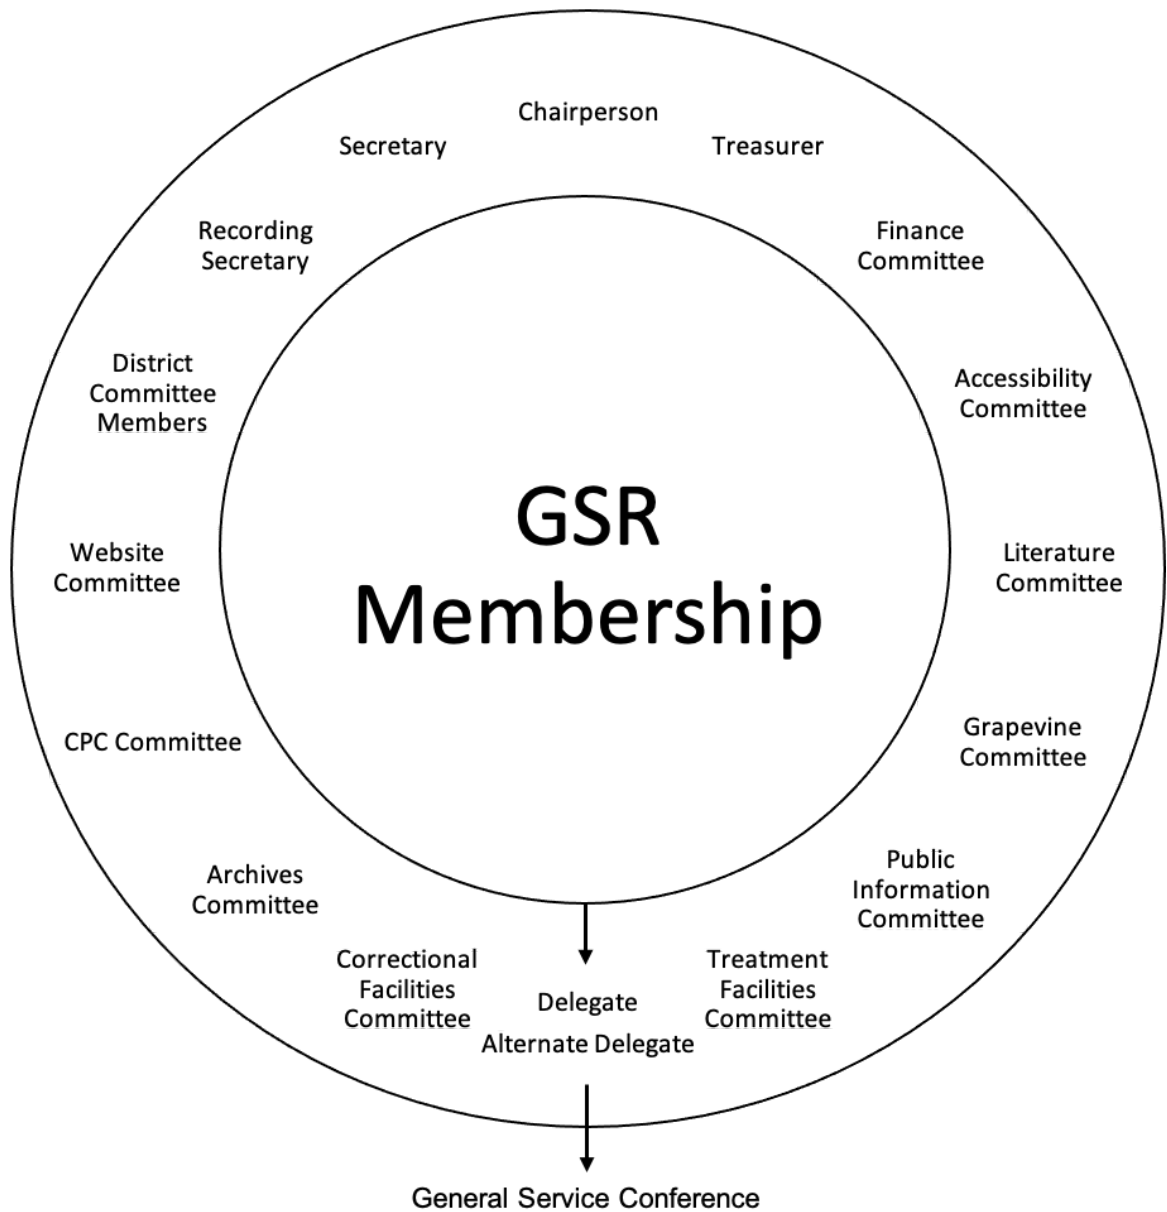 Chairperson
Secretary
Treasurer
Recording
Secretary
Finance
Committee
District
Committee
Members
Accessibility
Committee
GSR
Membership
Website
Committee
Literature
Committee
CPC Committee
Grapevine
Committee
Archives
Committee
Public
Information
Committee
Correctional
Facilities
Committee
Delegate
Alternate Delegate
Treatment
Facilities
Committee
General Service Conference